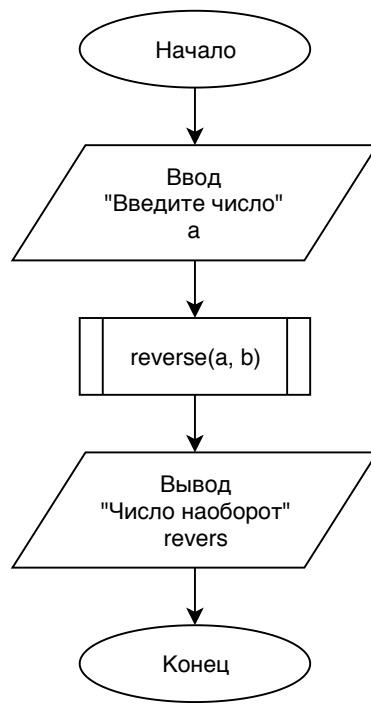 Начало
Ввод
"Введите число"
a
reverse(a, b)
Вывод
"Число наоборот"
revers
Конец